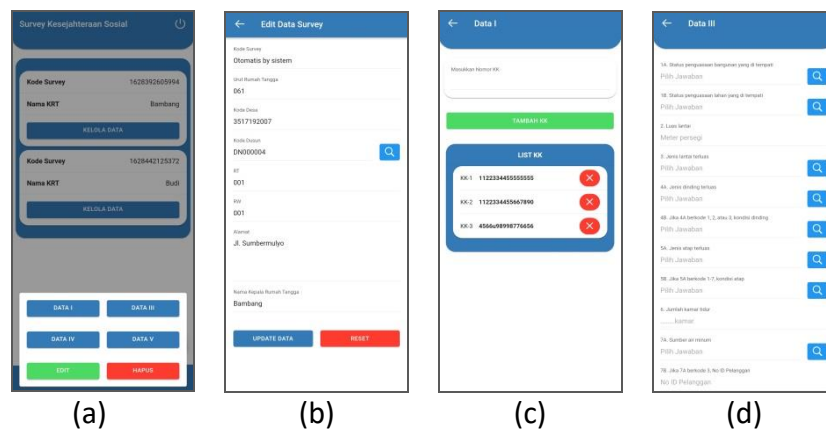 Survey Kesejahteraan Sosial
Kode Survey 1628392605994
Nama KRT Bambang
KELOLA DATA
Kode Survey 1628442125372
Nama KRT Budi
KELOLA DATA
DATA I DATA III
DATA IV DATA V
EDIT HAPUS
(a)
Edit Data Survey
Kode Survey
Otomatis by sistem
Urut Rumah Tangga
061
Kode Desa
3517192007
Kode Dusun
DN000004
RT
001
RW
001
Alamat
Jl. Sumbermulyo
Nama Kepala Rumah Tangga
Bambang
UPDATE DATA RESET
(b)
Data I
Masukkan Nomor KK
TAMBAH KK
LIST KK
KK-1 1122334455555555
KK-2 1122334455667890
KK-3 4566u98998776656
(c)
Data III
1A. Status penguasaan bangunan yang di tempati
Pilih Jawaban
1B. Status penguasaan lahan yang di tempati
Pilih Jawaban
2. Luas lantai
Meter persegi
3. Jenis lantai terluas
Pilih Jawaban
4A. Jenis dinding terluas
Pilih Jawaban
4B. Jika 4A berkode 1, 2, atau 3, kondisi dinding
Pilih Jawaban
5A. Jenis atap terluas
Pilih Jawaban
5B. Jika 5A berkode 1-7, kondisi atap
Pilih Jawaban
6. Jumlah kamar tidur
.......kamar
7A. Sumber air minum
Pilih Jawaban
7B. Jika 7A berkode 3, No ID Pelanggan
No ID Pelanggan
(d)